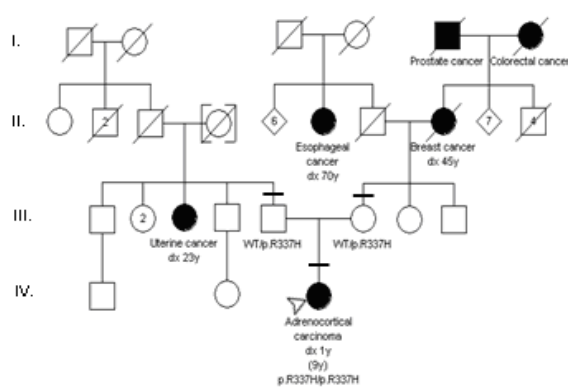 I.
Prostate cancer Colorectal cancer
II.
2
6
7
4
Esophageal
cancer
dx 70y
Breast cancer
dx 45y
III.
2
Uterine cancer
dx 23y
WT/p.R337H
WT/p.R337H
IV.
Adrenocortical
carcinoma
dx 1y
(9y)
p.R337H/p.R337H